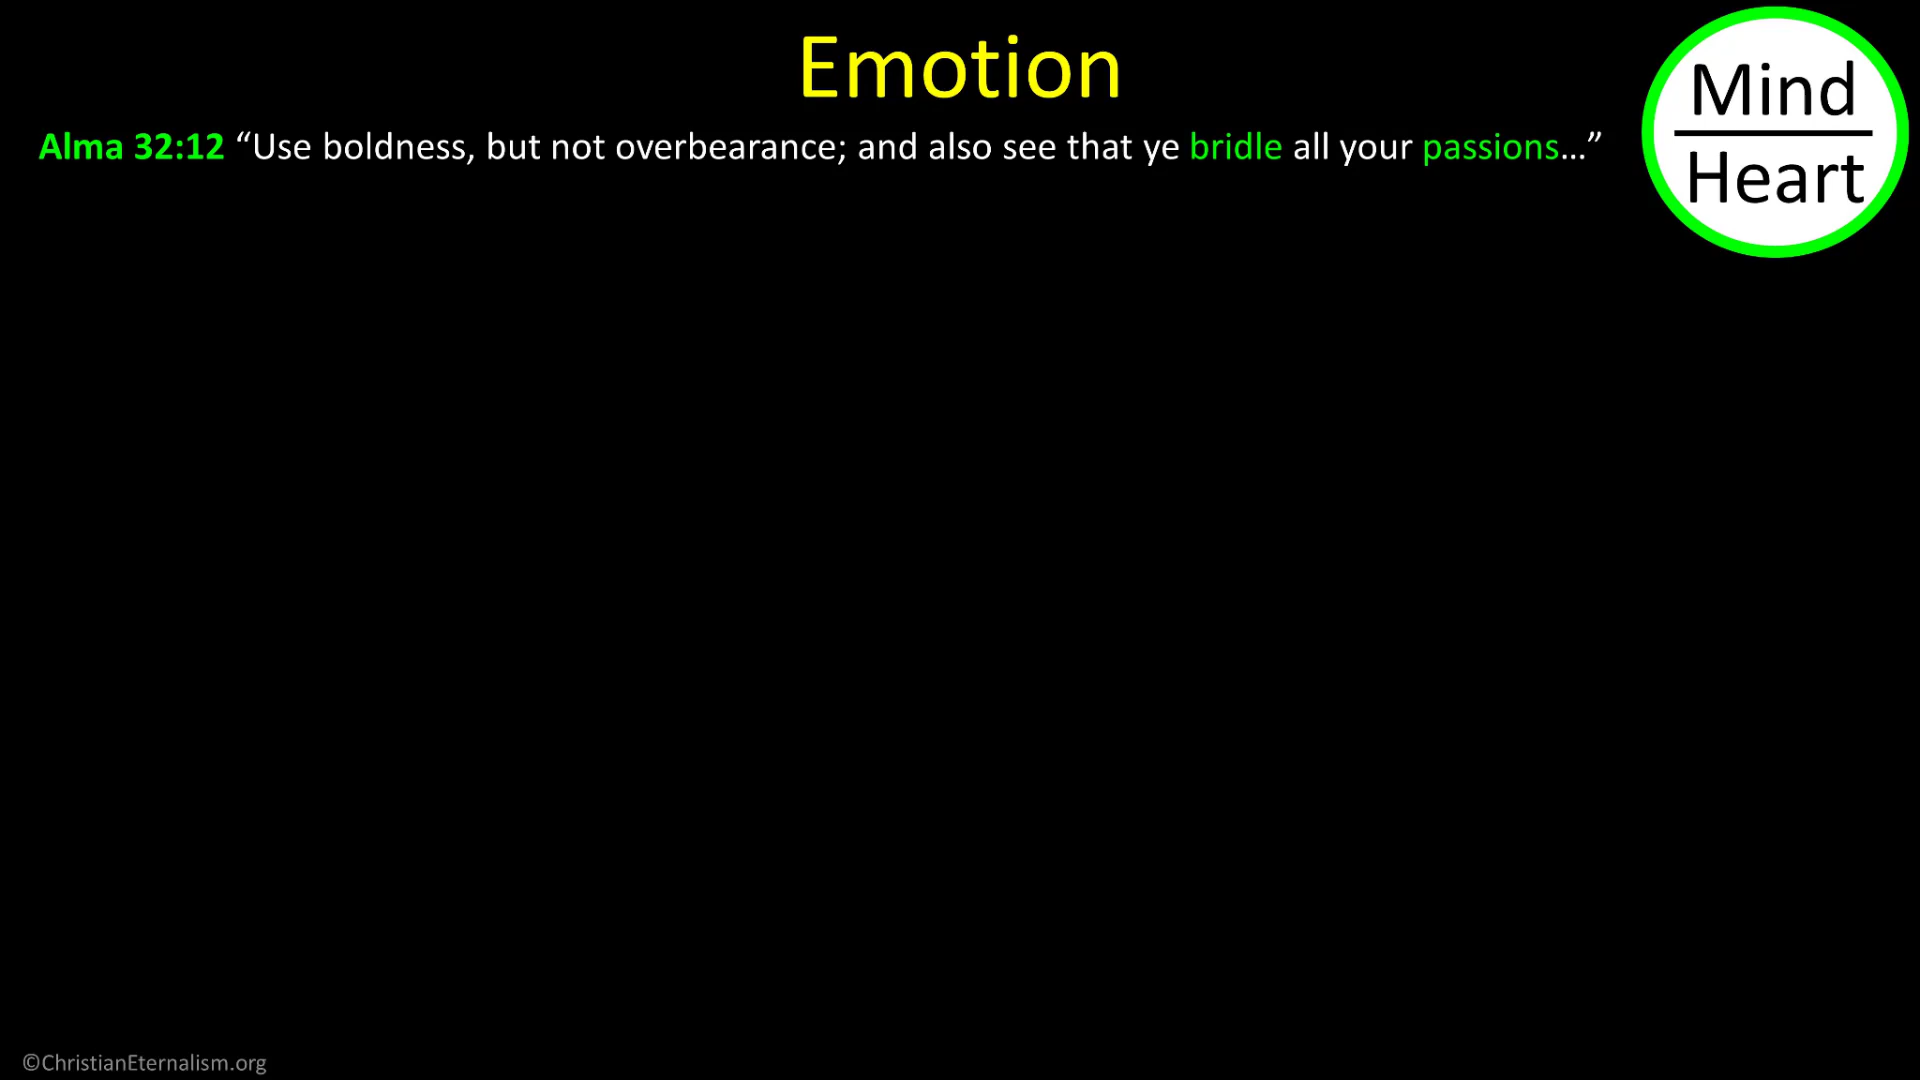 Emotion
Alma 32:12 “Use boldness, but not overbearance; and also see that ye bridle all your passions…”
Mind
Heart
©ChristianEternalism.org